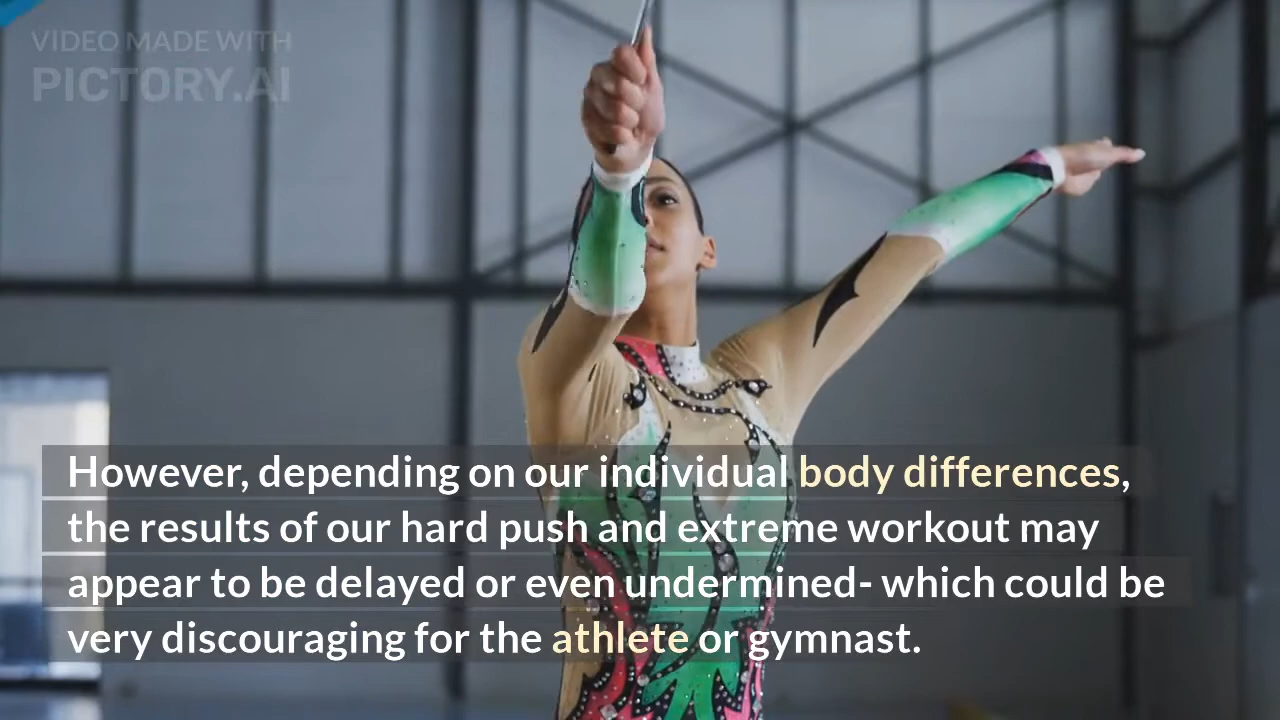 VIDEO MADE WITH
PICTORY.AI
However, depending on our individual body differences,
the results of our hard push and extreme workout may
appear to be delayed or even undermined- which could be
very discouraging for the athlete or gymnast.